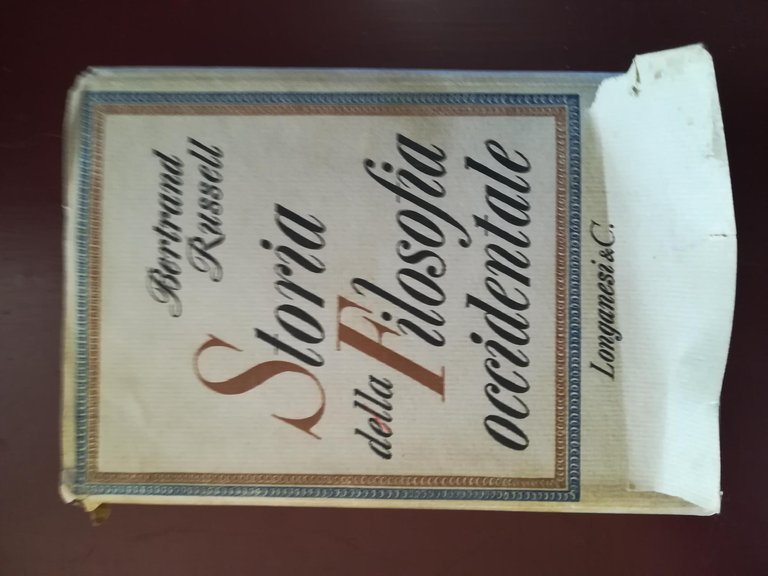 Bertrand
Russell
Storia
della Filosofia
occidentale
Longanesi & C.